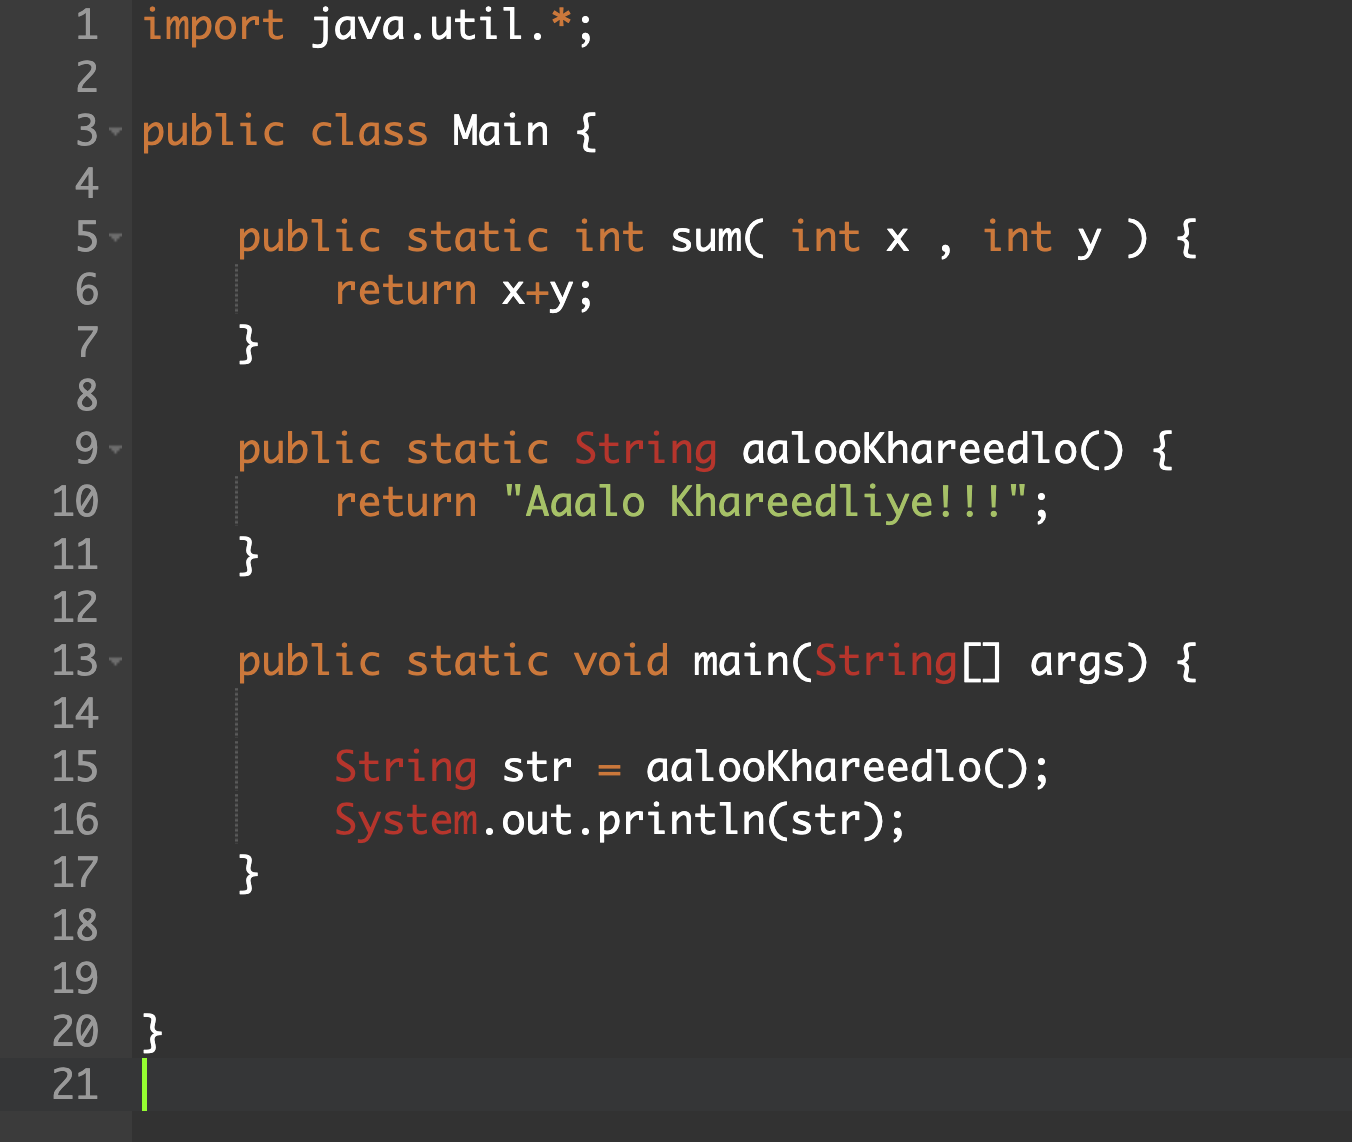 1 import java.util.*;
2
3 public class Main {
4
5     public static int sum( int x , int y ) {
6         return x+y;
7     }
8
9     public static String aalooKhareedlo() {
10         return "Aaalo Khareedliye!!!";
11     }
12
13     public static void main(String[] args) {
14
15         String str = aalooKhareedlo();
16         System.out.println(str);
17     }
18
19
20 }
21